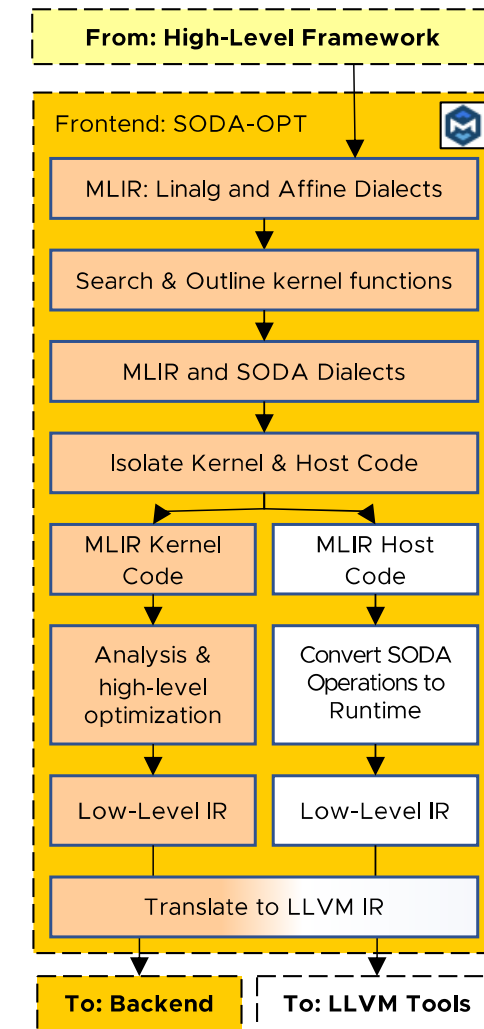 From: High-Level Framework
Frontend: SODA-OPT
MLIR: Linalg and Affine Dialects
Search & Outline kernel functions
MLIR and SODA Dialects
Isolate Kernel & Host Code
MLIR Kernel
Code
MLIR Host
Code
Analysis &
high-level
optimization
Convert SODA
Operations to
Runtime
Low-Level IR
Low-Level IR
Translate to LLVM IR
To: Backend
To: LLVM Tools